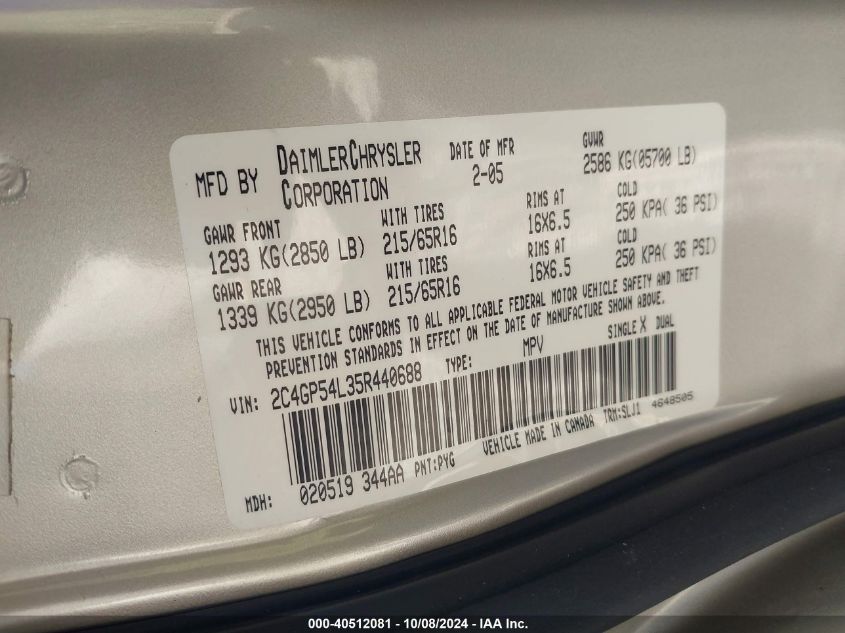 MFD BY DAIMLERCHRYSLER CORPORATION
DATE OF MFR 2-05
GVWR 2586 KG(05700 LB)
GAWR FRONT WITH TIRES RIMS AT COLD
1293 KG(2850 LB) 215/65R16 16X6.5 250 KPA( 36 PSI)
GAWR REAR WITH TIRES RIMS AT COLD
1339 KG(2950 LB) 215/65R16 16X6.5 250 KPA( 36 PSI)
THIS VEHICLE CONFORMS TO ALL APPLICABLE FEDERAL MOTOR VEHICLE SAFETY AND THEFT
PREVENTION STANDARDS IN EFFECT ON THE DATE OF MANUFACTURE SHOWN ABOVE.
VIN: 2C4GP54L35R440688 TYPE: MPV SINGLE X DUAL
MDH: 020519 344AA PNT:PYG VEHICLE MADE IN CANADA TRM:SLJ1 4648505
000-40512081 - 10/08/2024 - IAA Inc.